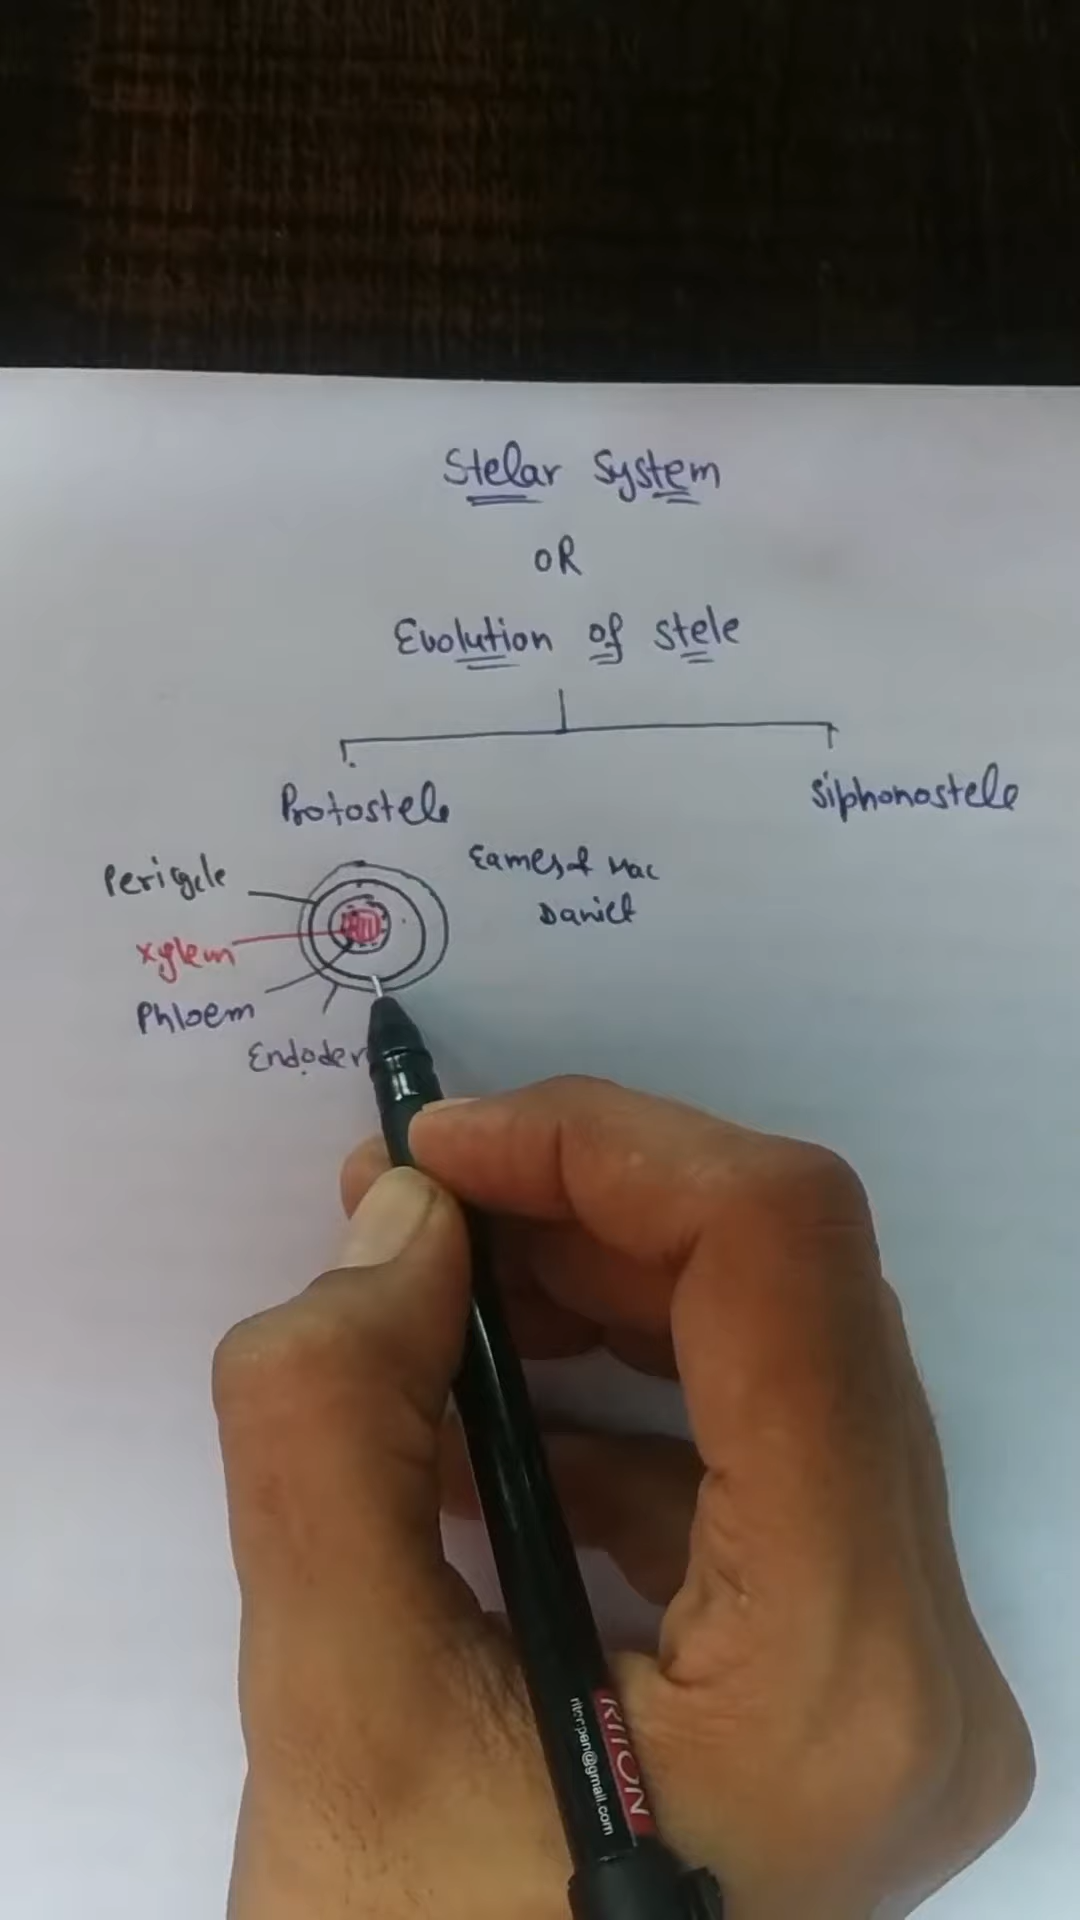 Stelar System
OR
Evolution of stele
Protostele
Siphonostele
Eames & Mac
Daniel
Pericycle
xylem
Phloem
Endoder
RITON
riton.pen@gmail.com